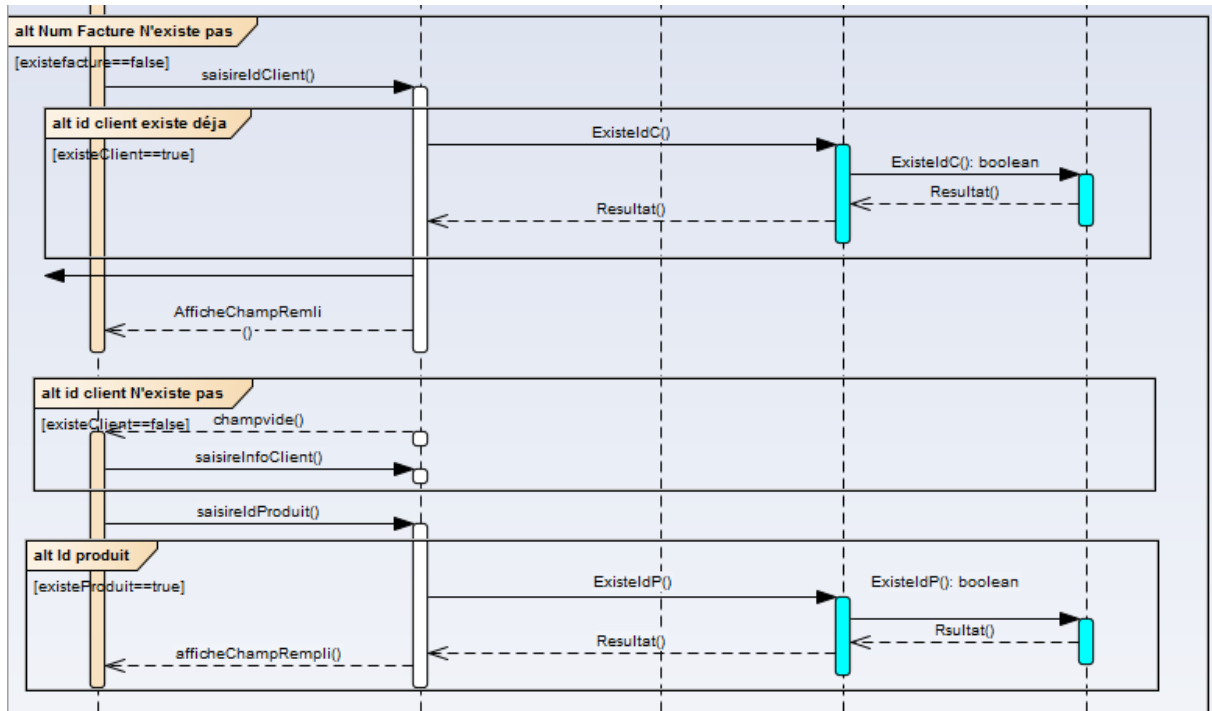 alt Num Facture N'existe pas
[existefacture==false]
saisireIdClient()
alt id client existe déja
[existeClient==true]
ExisteIdC()
ExisteIdC(): boolean
Resultat()
Resultat()
AfficheChampRemli
()
alt id client N'existe pas
[existeClient==false]
champvide()
saisireInfoClient()
saisireIdProduit()
alt Id produit
[existeProduit==true]
ExisteIdP()
ExisteIdP(): boolean
Rsultat()
Resultat()
afficheChampRempli()